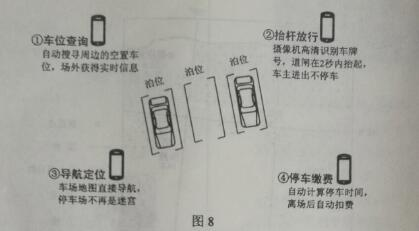 ①车位查询
自动搜寻周边的空置车
位，场外获得实时信息
②抬杆放行
摄像机高清识别车牌
号，道闸在2秒内抬起，
车主进出不停车
泊位
泊位
泊位
③导航定位
车场地图直接导航，
停车场不再是迷宫
④停车缴费
自动计算停车时间，
离场后自动扣费
图8